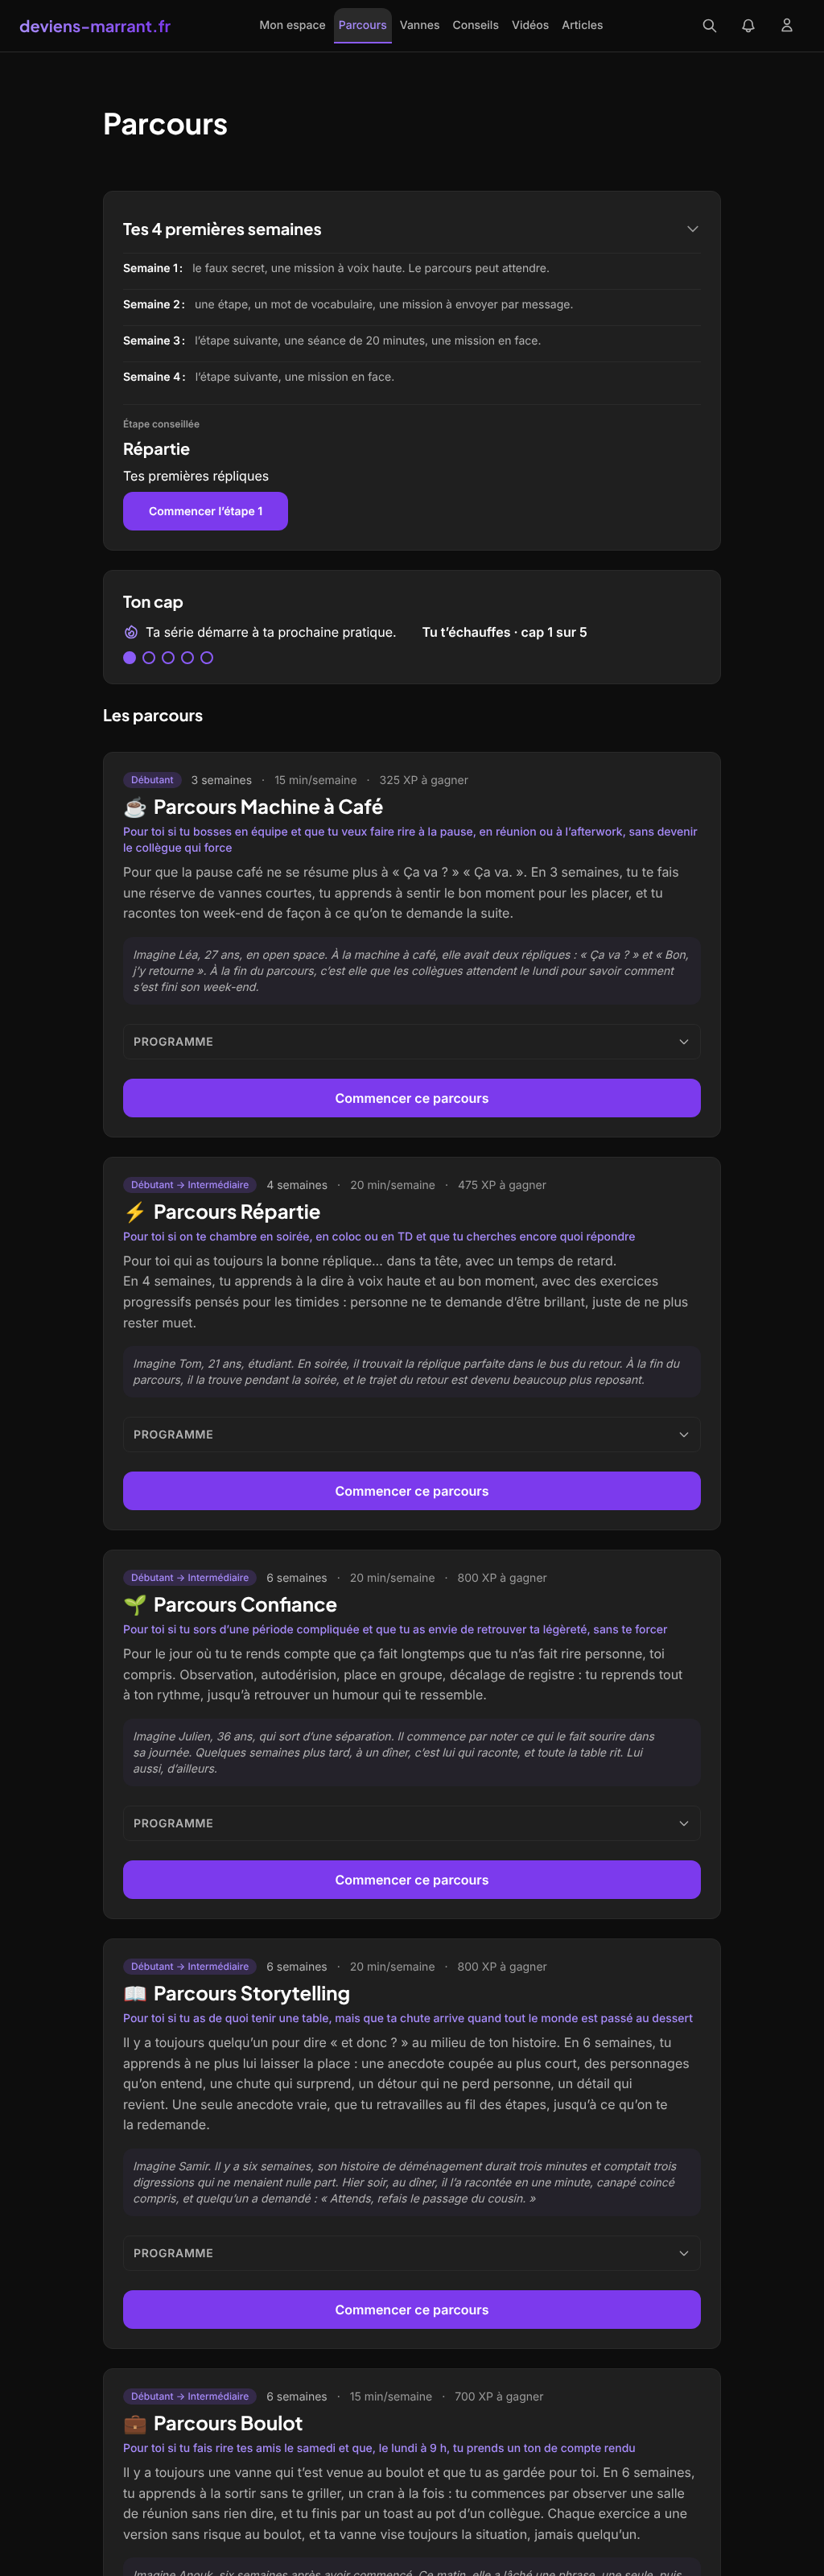 deviens-marrant.fr
Mon espace
Parcours
Vannes
Conseils
Vidéos
Articles
Parcours
Tes 4 premières semaines
Semaine 1 : le faux secret, une mission à voix haute. Le parcours peut attendre.
Semaine 2 : une étape, un mot de vocabulaire, une mission à envoyer par message.
Semaine 3 : l’étape suivante, une séance de 20 minutes, une mission en face.
Semaine 4 : l’étape suivante, une mission en face.
Étape conseillée
Répartie
Tes premières répliques
Commencer l’étape 1
Ton cap
Ta série démarre à ta prochaine pratique. Tu t’échauffes · cap 1 sur 5
Les parcours
Débutant 3 semaines · 15 min/semaine · 325 XP à gagner
☕ Parcours Machine à Café
Pour toi si tu bosses en équipe et que tu veux faire rire à la pause, en réunion ou à l’afterwork, sans devenir
le collègue qui force
Pour que la pause café ne se résume plus à « Ça va ? » « Ça va. ». En 3 semaines, tu te fais
une réserve de vannes courtes, tu apprends à sentir le bon moment pour les placer, et tu
racontes ton week-end de façon à ce qu’on te demande la suite.
Imagine Léa, 27 ans, en open space. À la machine à café, elle avait deux répliques : « Ça va ? » et « Bon,
j’y retourne ». À la fin du parcours, c’est elle que les collègues attendent le lundi pour savoir comment
s’est fini son week-end.
PROGRAMME
Commencer ce parcours
Débutant → Intermédiaire 4 semaines · 20 min/semaine · 475 XP à gagner
⚡ Parcours Répartie
Pour toi si on te chambre en soirée, en coloc ou en TD et que tu cherches encore quoi répondre
Pour toi qui as toujours la bonne réplique… dans ta tête, avec un temps de retard.
En 4 semaines, tu apprends à la dire à voix haute et au bon moment, avec des exercices
progressifs pensés pour les timides : personne ne te demande d’être brillant, juste de ne plus
rester muet.
Imagine Tom, 21 ans, étudiant. En soirée, il trouvait la réplique parfaite dans le bus du retour. À la fin du
parcours, il la trouve pendant la soirée, et le trajet du retour est devenu beaucoup plus reposant.
PROGRAMME
Commencer ce parcours
Débutant → Intermédiaire 6 semaines · 20 min/semaine · 800 XP à gagner
🌱 Parcours Confiance
Pour toi si tu sors d’une période compliquée et que tu as envie de retrouver ta légèreté, sans te forcer
Pour le jour où tu te rends compte que ça fait longtemps que tu n’as fait rire personne, toi
compris. Observation, autodérision, place en groupe, décalage de registre : tu reprends tout
à ton rythme, jusqu’à retrouver un humour qui te ressemble.
Imagine Julien, 36 ans, qui sort d’une séparation. Il commence par noter ce qui le fait sourire dans
sa journée. Quelques semaines plus tard, à un dîner, c’est lui qui raconte, et toute la table rit. Lui
aussi, d’ailleurs.
PROGRAMME
Commencer ce parcours
Débutant → Intermédiaire 6 semaines · 20 min/semaine · 800 XP à gagner
📖 Parcours Storytelling
Pour toi si tu as de quoi tenir une table, mais que ta chute arrive quand tout le monde est passé au dessert
Il y a toujours quelqu’un pour dire « et donc ? » au milieu de ton histoire. En 6 semaines, tu
apprends à ne plus lui laisser la place : une anecdote coupée au plus court, des personnages
qu’on entend, une chute qui surprend, un détour qui ne perd personne, un détail qui
revient. Une seule anecdote vraie, que tu retravailles au fil des étapes, jusqu’à ce qu’on te
la redemande.
Imagine Samir. Il y a six semaines, son histoire de déménagement durait trois minutes et comptait trois
digressions qui ne menaient nulle part. Hier soir, au dîner, il l’a racontée en une minute, canapé coincé
compris, et quelqu’un a demandé : « Attends, refais le passage du cousin. »
PROGRAMME
Commencer ce parcours
Débutant → Intermédiaire 6 semaines · 15 min/semaine · 700 XP à gagner
💼 Parcours Boulot
Pour toi si tu fais rire tes amis le samedi et que, le lundi à 9 h, tu prends un ton de compte rendu
Il y a toujours une vanne qui t’est venue au boulot et que tu as gardée pour toi. En 6 semaines,
tu apprends à la sortir sans te griller, un cran à la fois : tu commences par observer une salle
de réunion sans rien dire, et tu finis par un toast au pot d’un collègue. Chaque exercice a une
version sans risque au boulot, et ta vanne vise toujours la situation, jamais quelqu’un.
Imagine Anouk, six semaines après avoir commencé. Ce matin, elle a lâché une phrase, une seule, puis